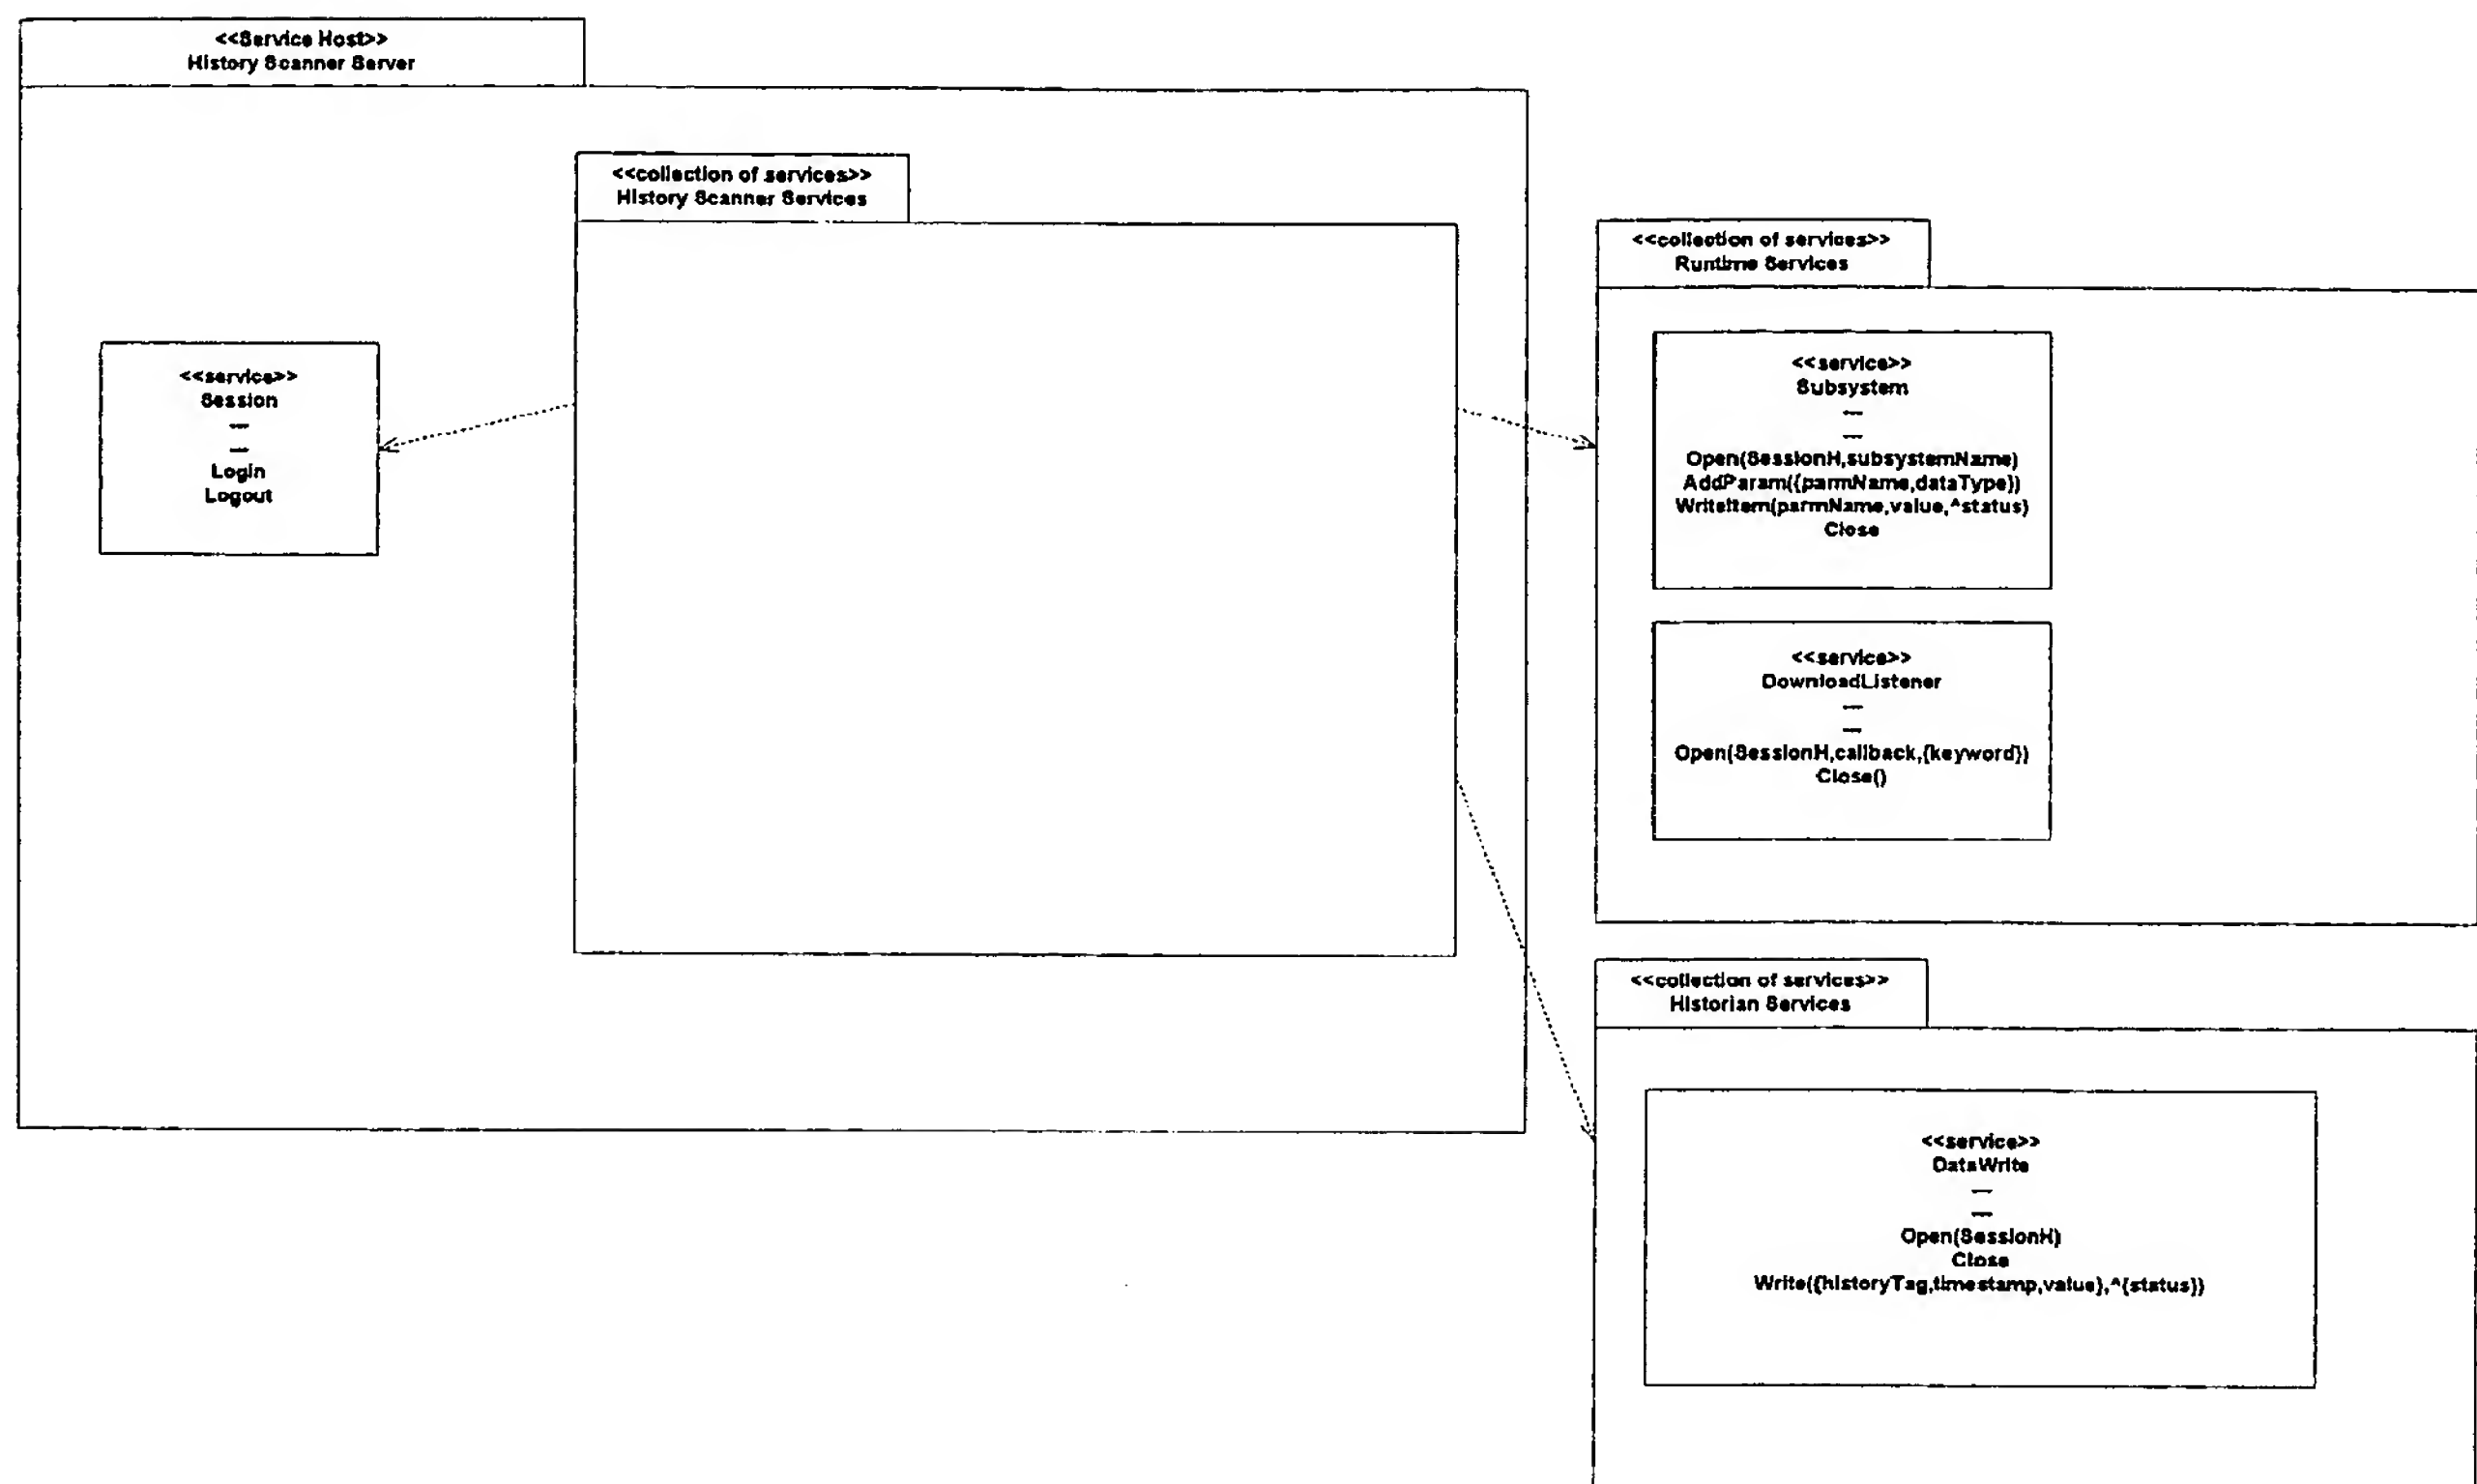 <<Service Host>>
History Scanner Server
<<collection of services>>
History Scanner Services
<<service>>
Session
---
---
Login
Logout
<<collection of services>>
Runtime Services
<<service>>
Subsystem
---
---
Open(SessionH,subsystemName)
AddParam({parmName,dataType})
WriteItem(parmName,value,^status)
Close
<<service>>
DownloadListener
---
---
Open(SessionH,callback,{keyword})
Close()
<<collection of services>>
Historian Services
<<service>>
DataWrite
---
---
Open(SessionH)
Close
Write({historyTag,timestamp,value},^{status})